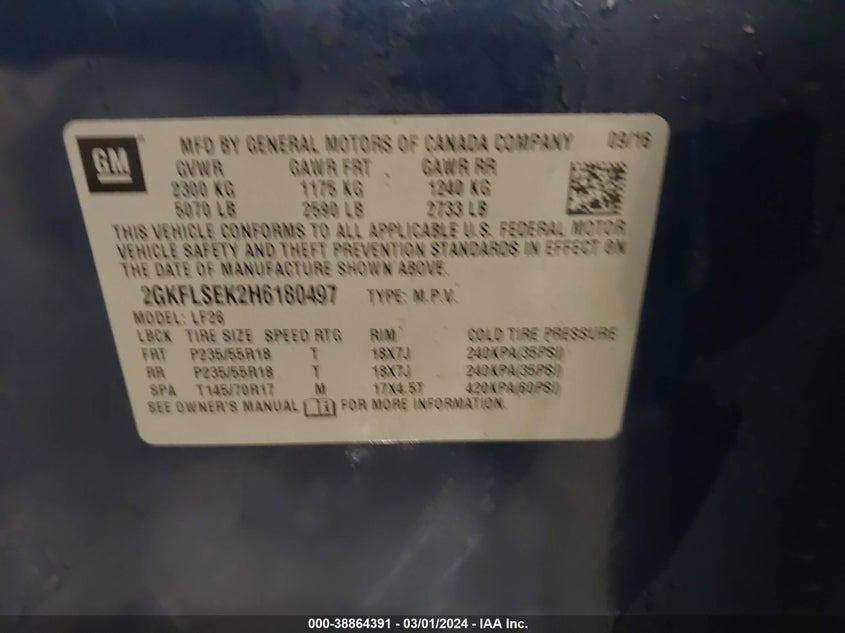 GM
MFD BY GENERAL MOTORS OF CANADA COMPANY 09/16
GVWR GAWR FRT GAWR RR
2300 KG 1175 KG 1240 KG
5070 LB 2590 LB 2733 LB
THIS VEHICLE CONFORMS TO ALL APPLICABLE U.S. FEDERAL MOTOR
VEHICLE SAFETY AND THEFT PREVENTION STANDARDS IN EFFECT ON
THE DATE OF MANUFACTURE SHOWN ABOVE.
2GKFLSEK2H6180497 TYPE: M.P.V.
MODEL: LF26
LBCK TIRE SIZE SPEED RTG RIM COLD TIRE PRESSURE
FRT P235/55R18 T 18X7J 240KPA(35PSI)
RR P235/55R18 T 18X7J 240KPA(35PSI)
SPA T145/70R17 M 17X4.5T 420KPA(60PSI)
SEE OWNER'S MANUAL FOR MORE INFORMATION.
000-38864391 - 03/01/2024 - IAA Inc.